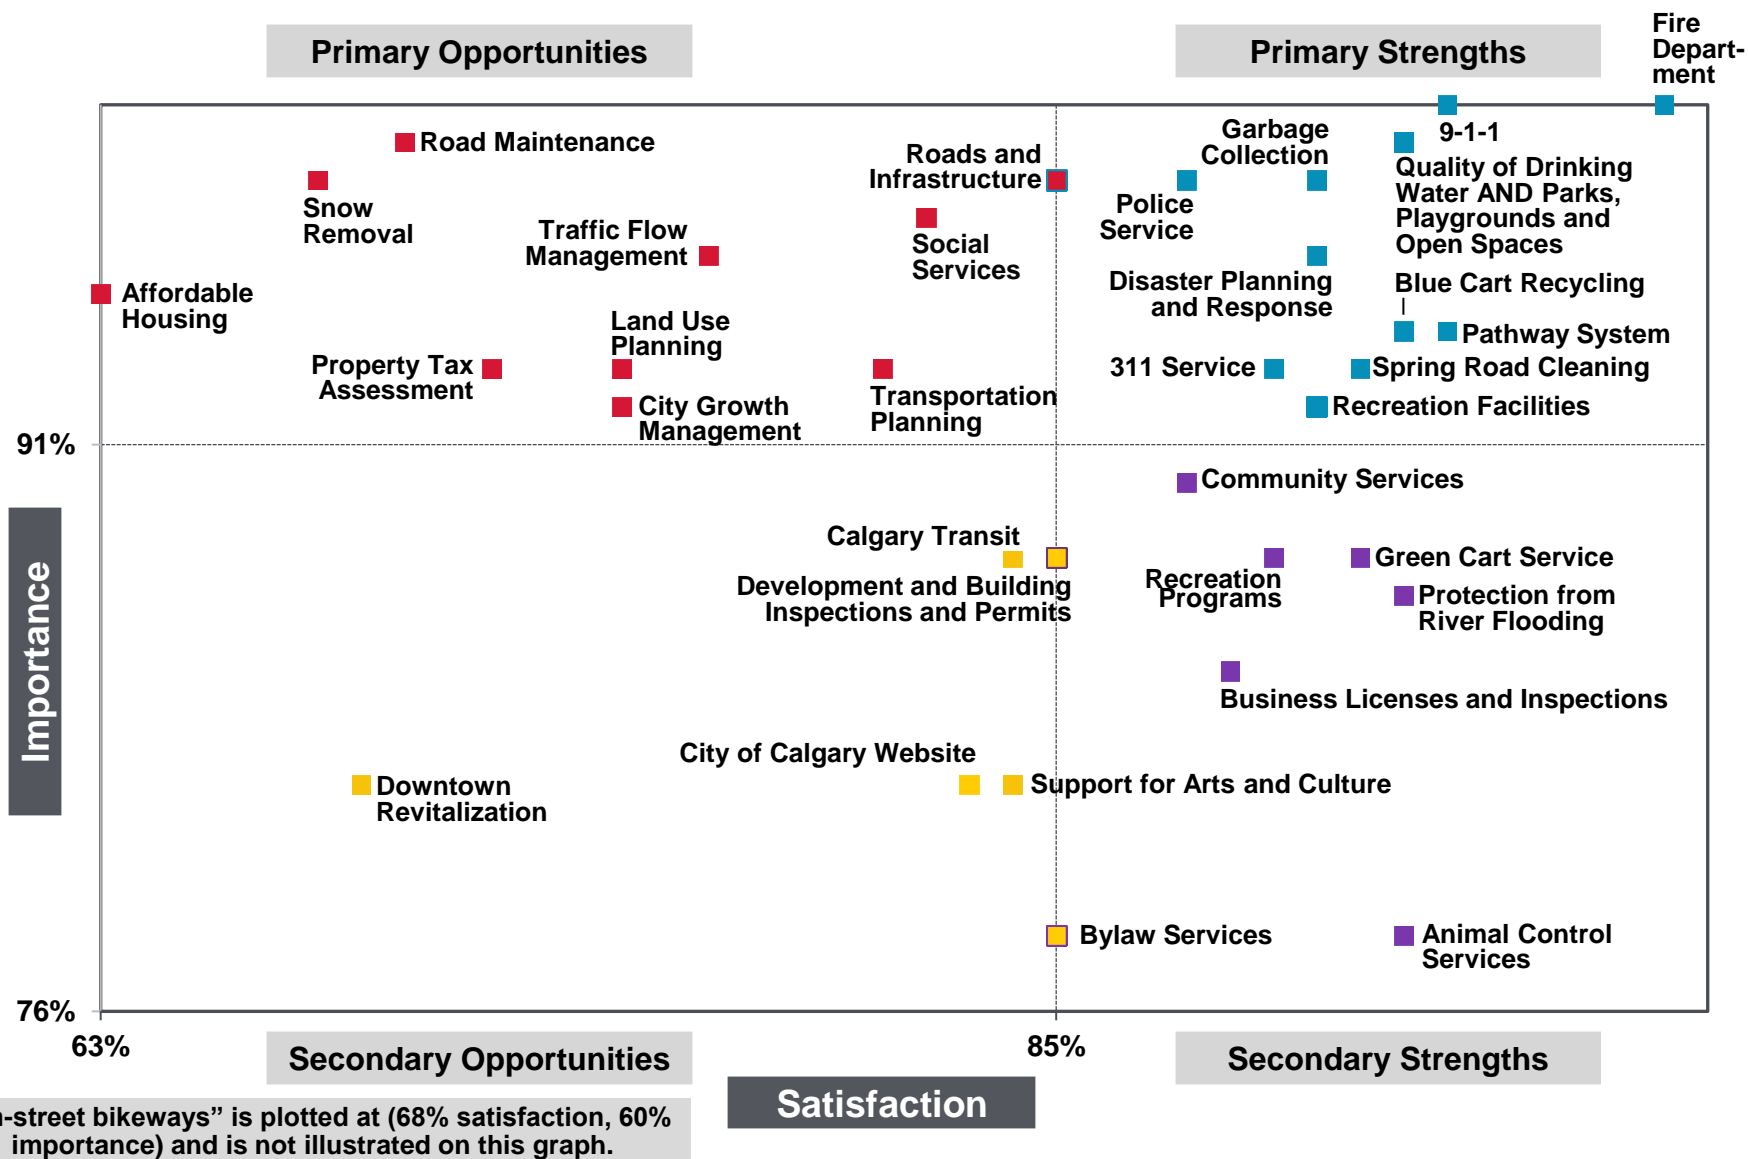 Primary Opportunities
Primary Strengths
Fire
Depart-
ment
Road Maintenance
Snow
Removal
Traffic Flow
Management
Affordable
Housing
Land Use
Planning
Property Tax
Assessment
City Growth
Management
Roads and
Infrastructure
Social
Services
Transportation
Planning
Garbage
Collection
Police
Service
9-1-1
Quality of Drinking
Water AND Parks,
Playgrounds and
Open Spaces
Disaster Planning
and Response
Blue Cart Recycling
Pathway System
311 Service
Spring Road Cleaning
Recreation Facilities
91%
Community Services
Calgary Transit
Development and Building
Inspections and Permits
Recreation
Programs
Green Cart Service
Protection from
River Flooding
Business Licenses and Inspections
Importance
City of Calgary Website
Downtown
Revitalization
Support for Arts and Culture
Bylaw Services
Animal Control
Services
76%
63%
85%
Secondary Opportunities
Secondary Strengths
Satisfaction
-street bikeways” is plotted at (68% satisfaction, 60%
importance) and is not illustrated on this graph.